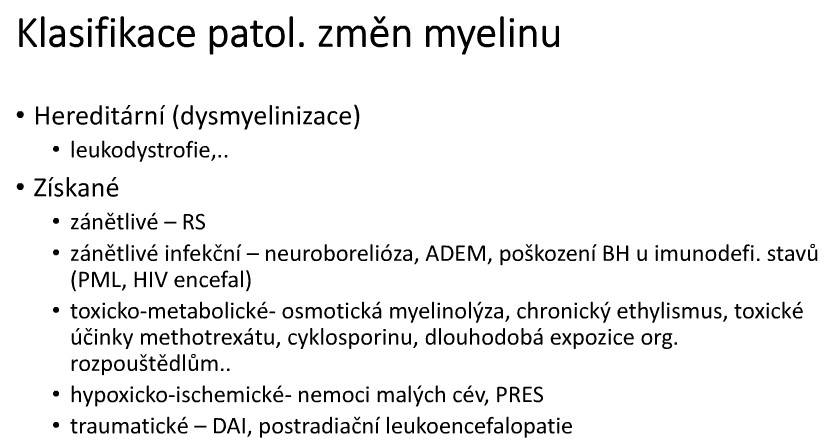 Klasifikace patol. změn myelinu
• Hereditární (dysmyelinizace)
• leukodystrofie,..
• Získané
• zánětlivé – RS
• zánětlivé infekční – neuroborelióza, ADEM, poškození BH u imunodefi. stavů
(PML, HIV encefal)
• toxicko-metabolické- osmotická myelinolýza, chronický ethylismus, toxické
účinky methotrexátu, cyklosporinu, dlouhodobá expozice org.
rozpouštědlům..
• hypoxicko-ischemické- nemoci malých cév, PRES
• traumatické – DAI, postradiační leukoencefalopatie